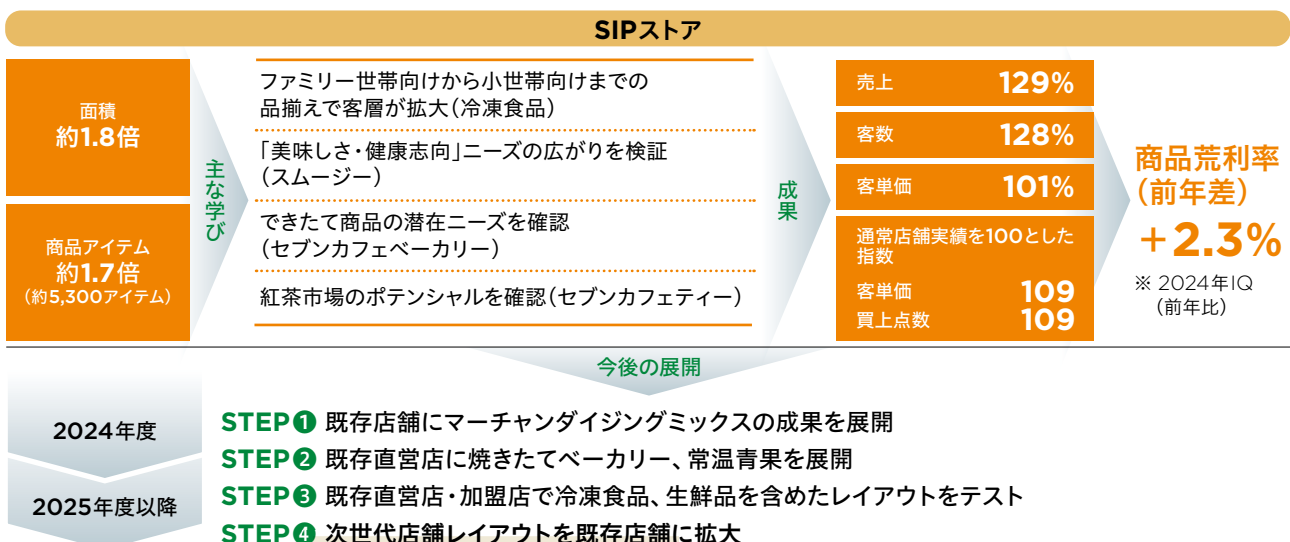 SIPストア
面積
約1.8倍
商品アイテム
約1.7倍
(約5,300アイテム)
主な学び
ファミリー世帯向けから小世帯向けまでの
品揃えで客層が拡大(冷凍食品)
「美味しさ・健康志向」ニーズの広がりを検証
(スムージー)
できたて商品の潜在ニーズを確認
(セブンカフェベーカリー)
紅茶市場のポテンシャルを確認(セブンカフェティー)
成果
売上 129%
客数 128%
客単価 101%
通常店舗実績を100とした
指数
客単価 109
買上点数 109
商品荒利率
(前年差)
+2.3%
※ 2024年1Q
(前年比)
今後の展開
2024年度
2025年度以降
STEP❶ 既存店舗にマーチャンダイジングミックスの成果を展開
STEP❷ 既存直営店に焼きたてベーカリー、常温青果を展開
STEP❸ 既存直営店・加盟店で冷凍食品、生鮮品を含めたレイアウトをテスト
STEP❹ 次世代店舗レイアウトを既存店舗に拡大